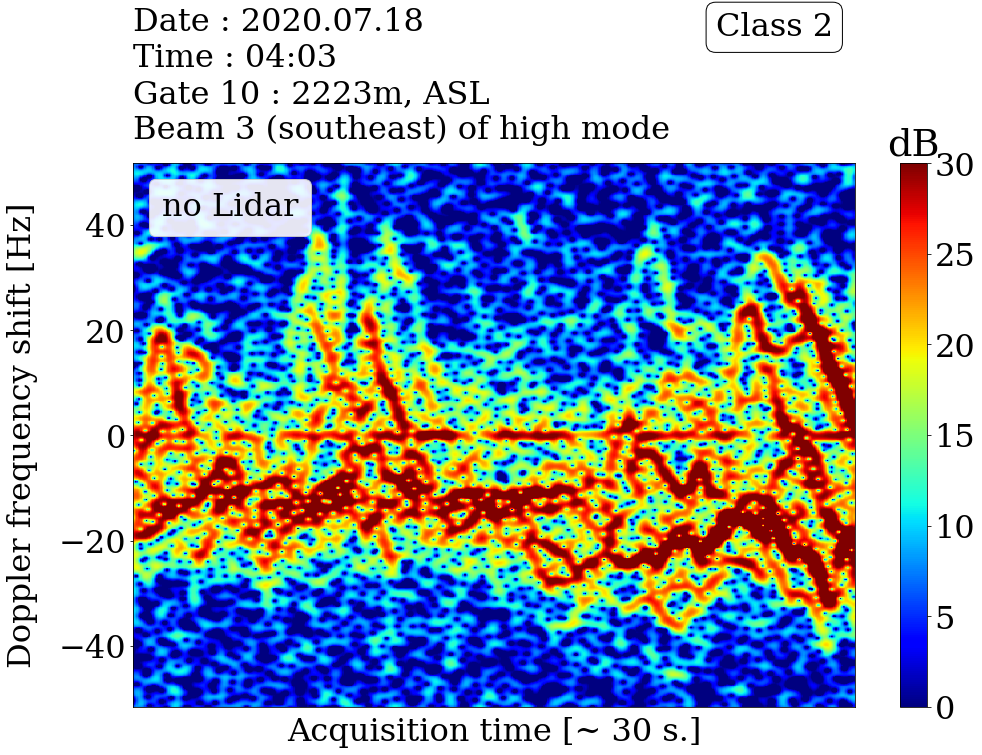 Date : 2020.07.18
Time : 04:03
Gate 10 : 2223m, ASL
Beam 3 (southeast) of high mode
Class 2
dB
no Lidar
Doppler frequency shift [Hz]
40
20
0
−20
−40
30
25
20
15
10
5
0
Acquisition time [~ 30 s.]